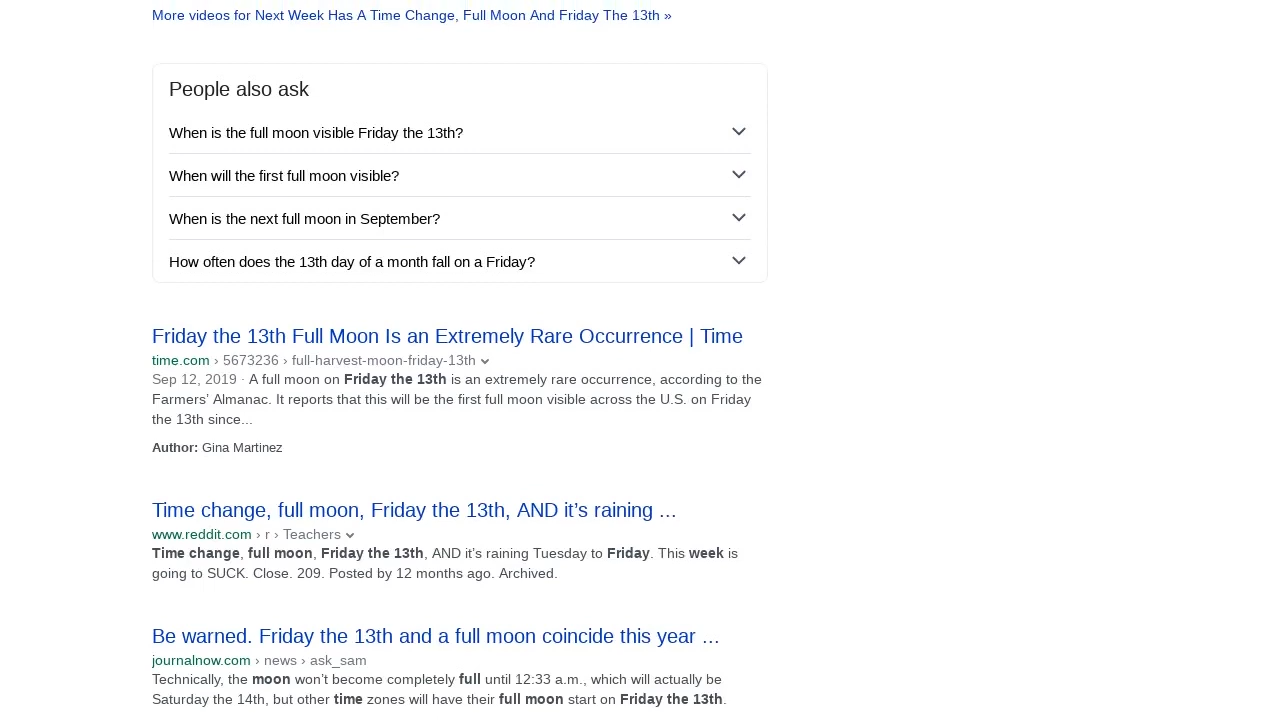 More videos for Next Week Has A Time Change, Full Moon And Friday The 13th »
People also ask
When is the full moon visible Friday the 13th?
When will the first full moon visible?
When is the next full moon in September?
How often does the 13th day of a month fall on a Friday?
Friday the 13th Full Moon Is an Extremely Rare Occurrence | Time
time.com › 5673236 › full-harvest-moon-friday-13th
Sep 12, 2019 · A full moon on Friday the 13th is an extremely rare occurrence, according to the
Farmers’ Almanac. It reports that this will be the first full moon visible across the U.S. on Friday
the 13th since...
Author: Gina Martinez
Time change, full moon, Friday the 13th, AND it’s raining ...
www.reddit.com › r › Teachers
Time change, full moon, Friday the 13th, AND it’s raining Tuesday to Friday. This week is
going to SUCK. Close. 209. Posted by 12 months ago. Archived.
Be warned. Friday the 13th and a full moon coincide this year ...
journalnow.com › news › ask_sam
Technically, the moon won’t become completely full until 12:33 a.m., which will actually be
Saturday the 14th, but other time zones will have their full moon start on Friday the 13th.